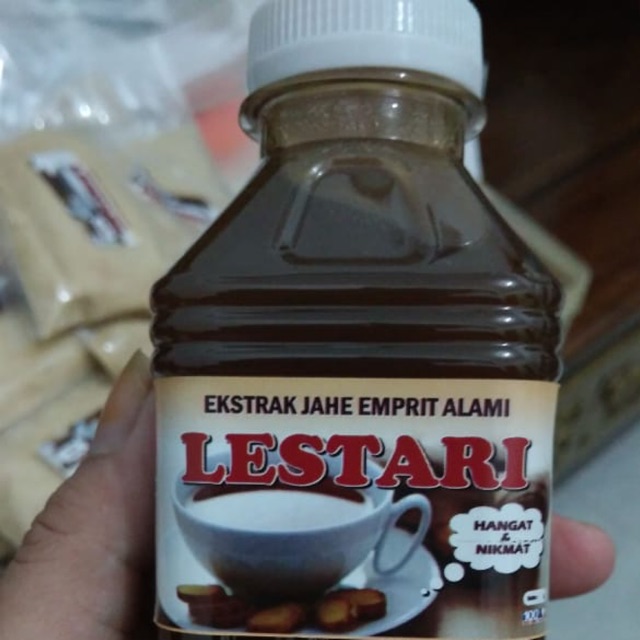 EKSTRAK JAHE EMPRIT ALAMI
LESTARI
HANGAT
&
NIKMAT